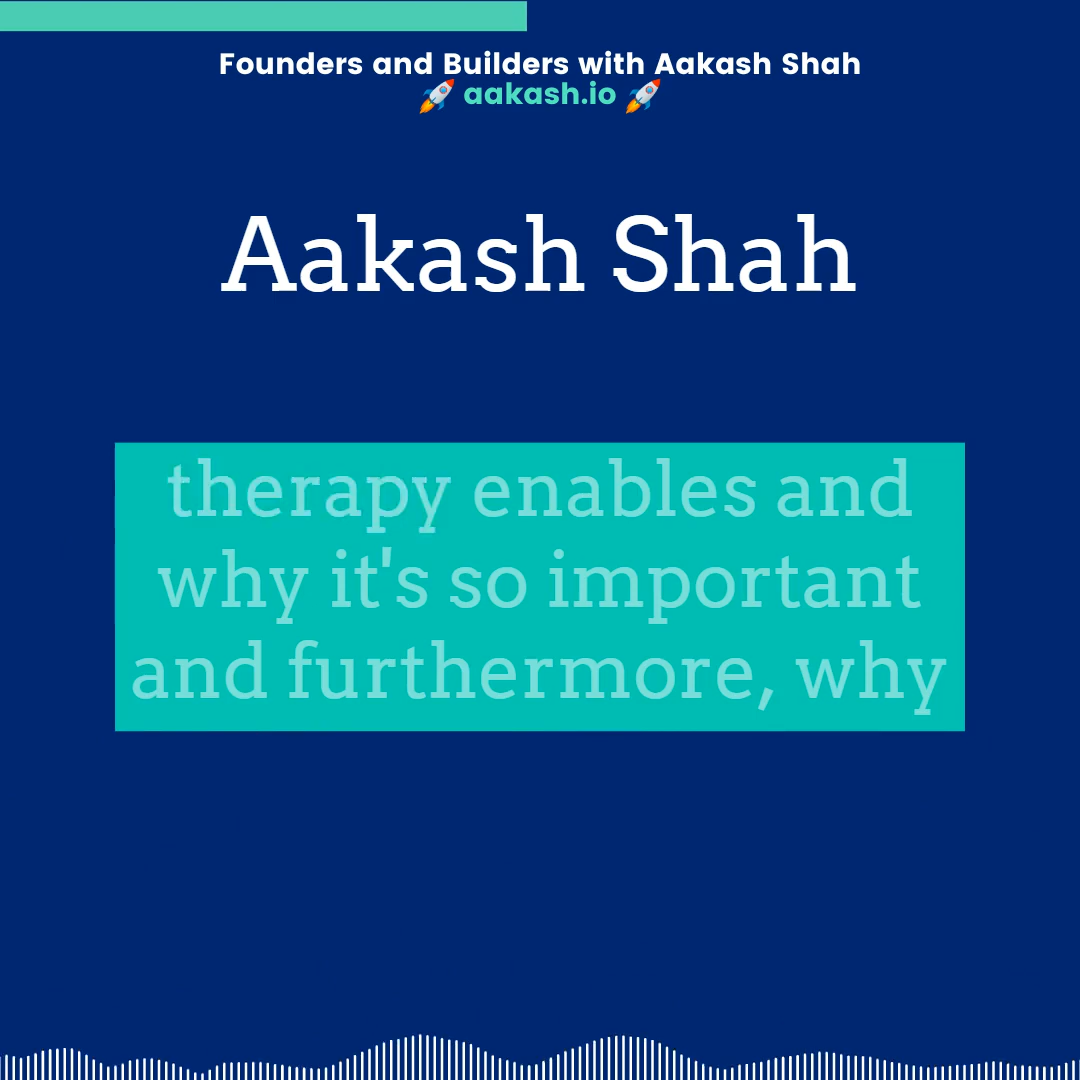 Founders and Builders with Aakash Shah
🚀 aakash.io 🚀
Aakash Shah
therapy enables and
why it's so important
and furthermore, why